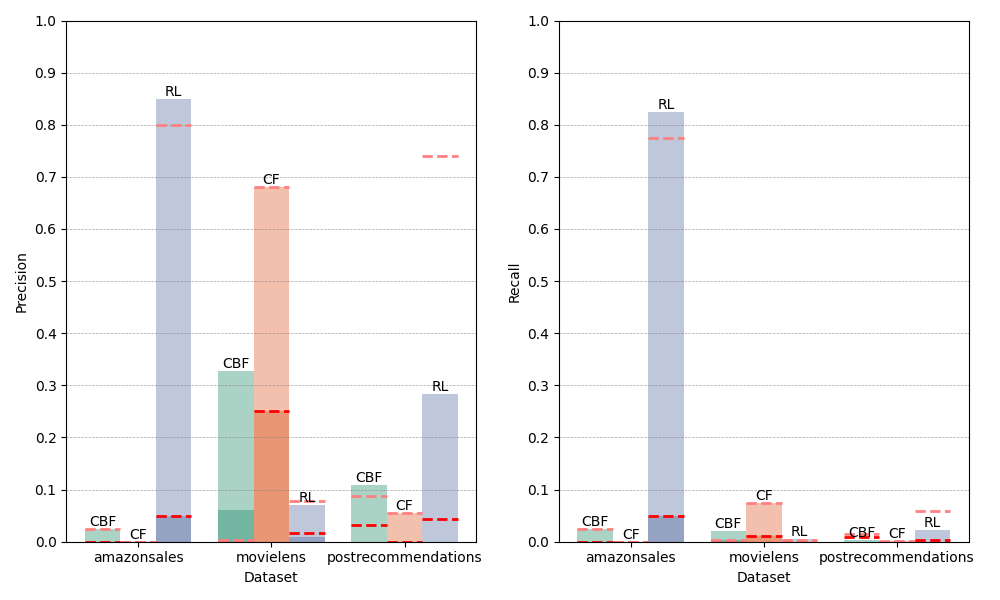 1.0
0.9
0.8
0.7
0.6
0.5
0.4
0.3
0.2
0.1
0.0
Precision
CBF
CF
RL
CBF
CF
RL
CBF
CF
RL
amazonsales
movielens
postrecommendations
Dataset
1.0
0.9
0.8
0.7
0.6
0.5
0.4
0.3
0.2
0.1
0.0
Recall
CBF
CF
RL
CBF
CF
RL
CBF
CF
RL
amazonsales
movielens
postrecommendations
Dataset